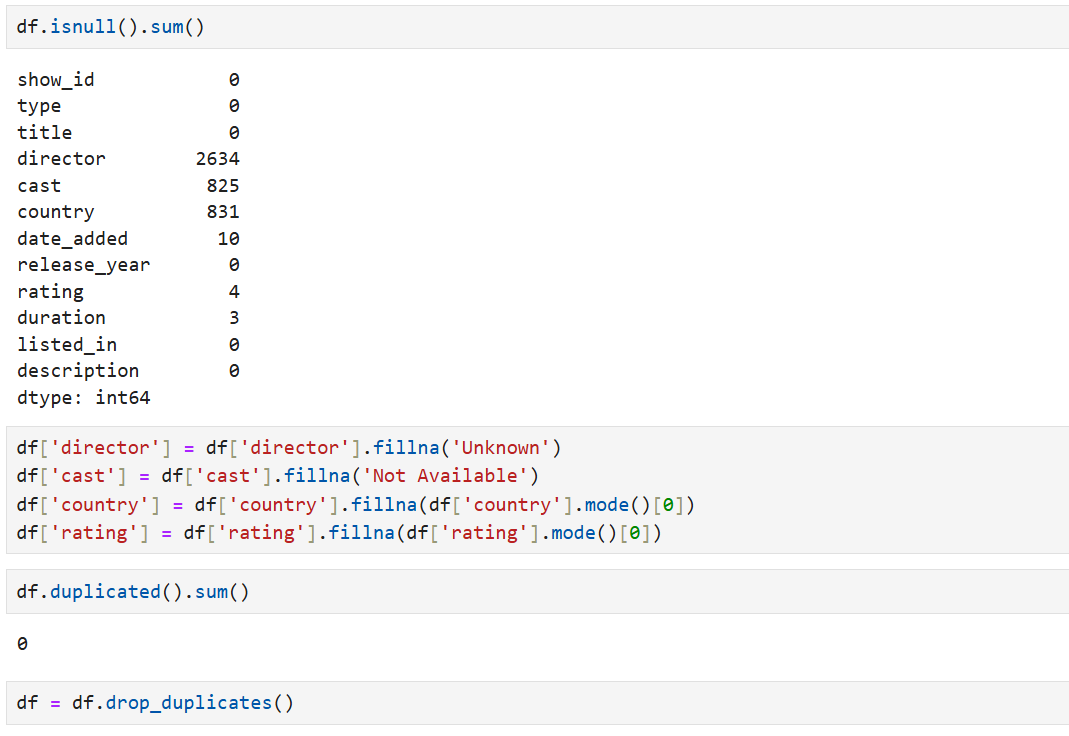 df.isnull().sum()
show_id 0
type 0
title 0
director 2634
cast 825
country 831
date_added 10
release_year 0
rating 4
duration 3
listed_in 0
description 0
dtype: int64
df['director'] = df['director'].fillna('Unknown')
df['cast'] = df['cast'].fillna('Not Available')
df['country'] = df['country'].fillna(df['country'].mode()[0])
df['rating'] = df['rating'].fillna(df['rating'].mode()[0])
df.duplicated().sum()
0
df = df.drop_duplicates()